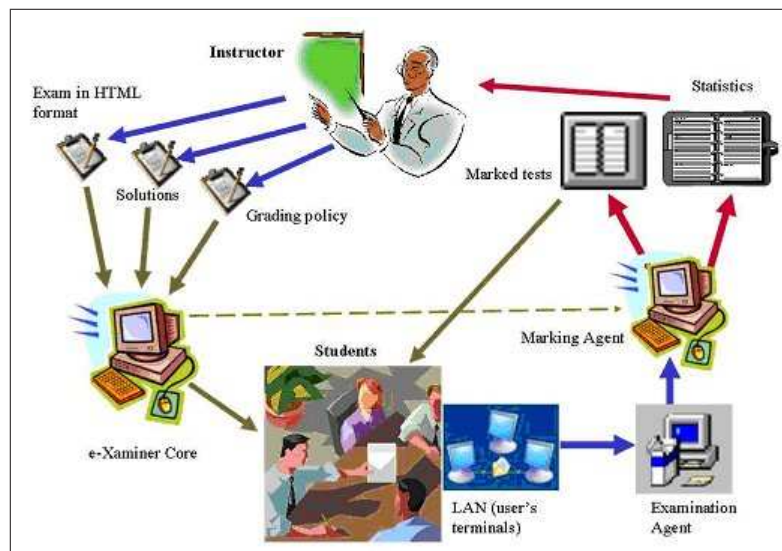 Instructor
Exam in HTML
format
Statistics
Solutions
Marked tests
Grading policy
Students
Marking Agent
e-Xaminer Core
LAN (user's
terminals)
Examination
Agent